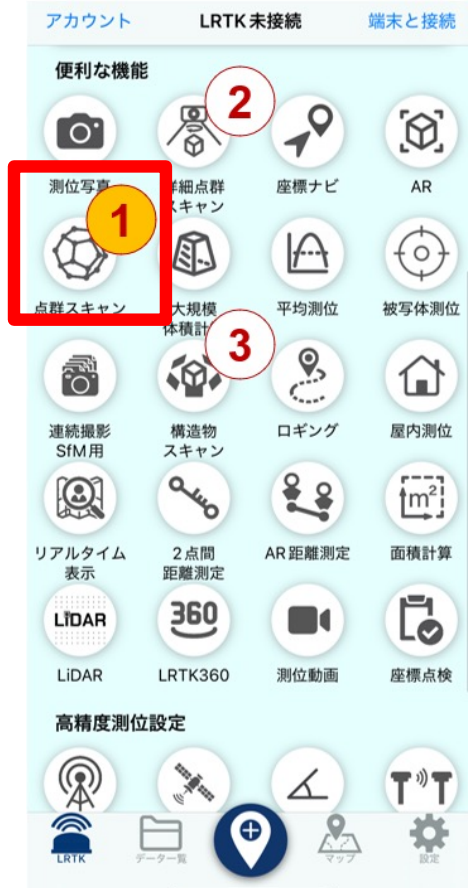 アカウント
LRTK未接続
端末と接続
便利な機能
2
測位写真
詳細点群
スキャン
座標ナビ
AR
1
点群スキャン
大規模
体積計
平均測位
被写体測位
3
連続撮影
SfM用
構造物
スキャン
ロギング
屋内測位
リアルタイム
表示
2点間
距離測定
AR距離測定
m²
面積計算
LiDAR
LiDAR
360
LRTK360
測位動画
座標点検
高精度測位設定
LRTK
データ一覧
マップ
設定